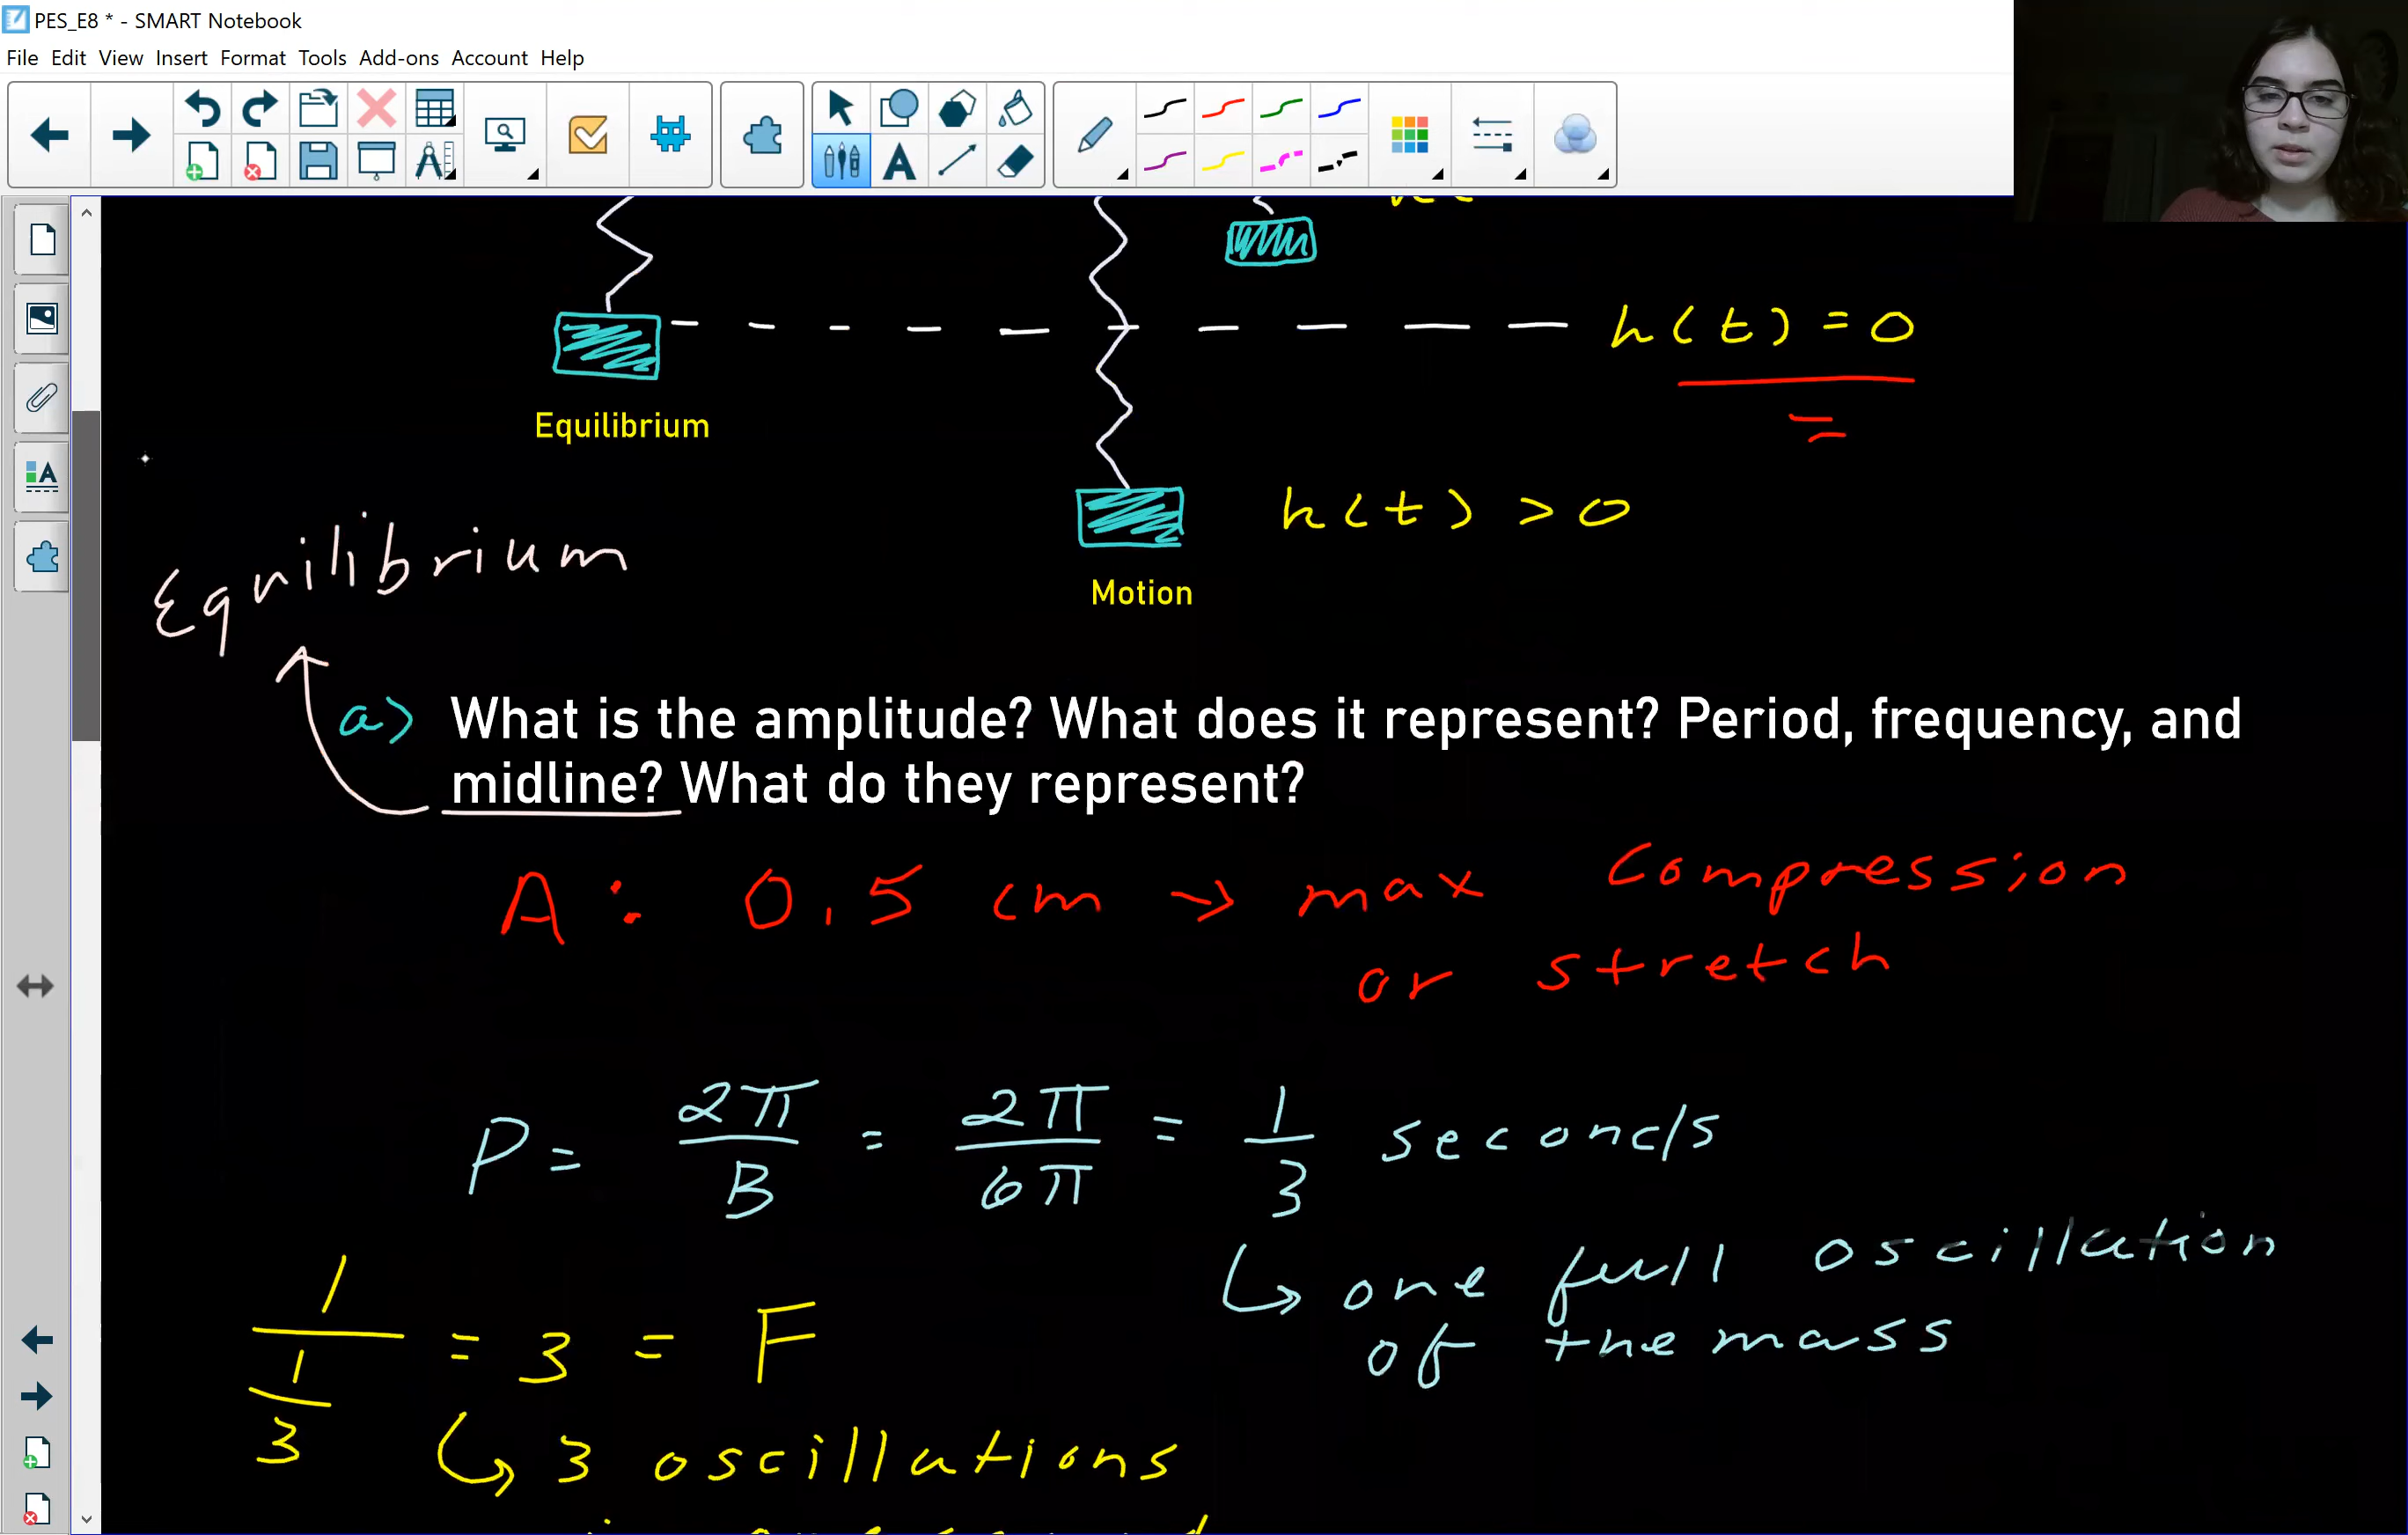 PES_E8 * - SMART Notebook
File Edit View Insert Format Tools Add-ons Account Help
h(t) = 0
Equilibrium
h(t) > 0
Motion
Equilibrium
a) What is the amplitude? What does it represent? Period, frequency, and
midline? What do they represent?
A: 0.5 cm → max compression
or stretch
P = 2π/B = 2π/6π = 1/3 seconds
↳ one full oscillation
of the mass
1/(1/3) = 3 = F
↳ 3 oscillations